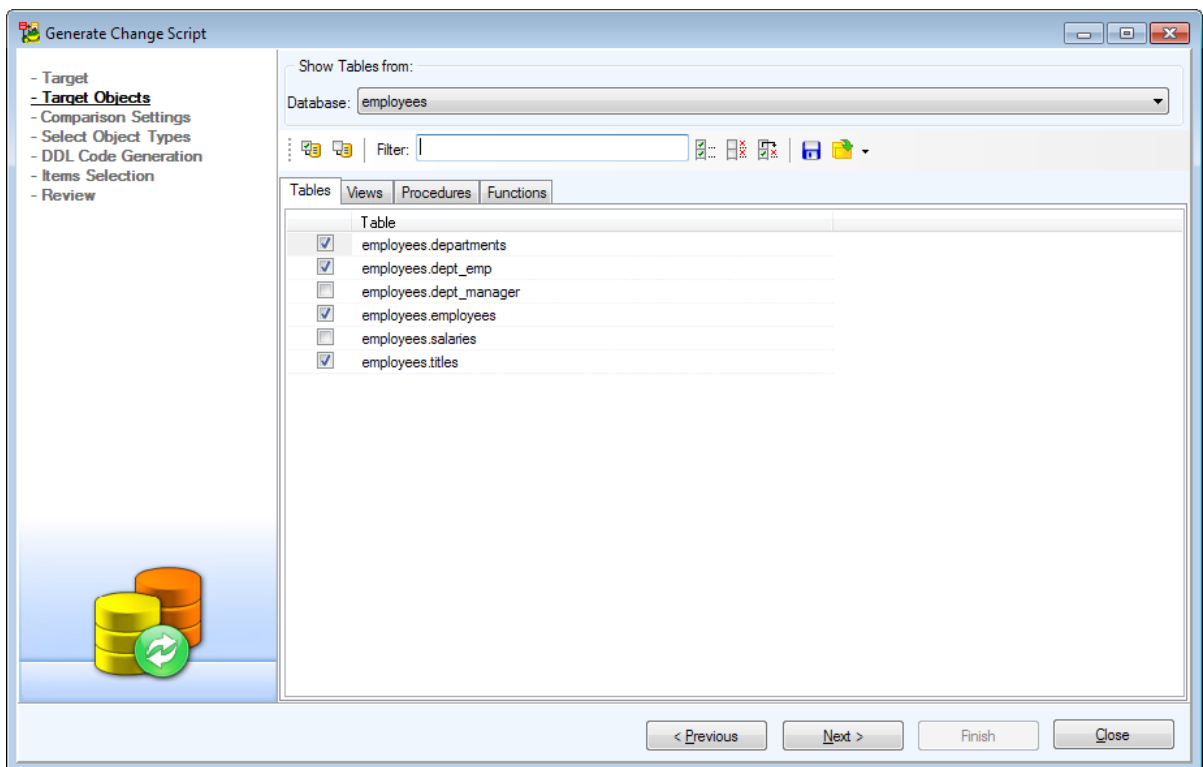 Generate Change Script
- Target
- Target Objects
- Comparison Settings
- Select Object Types
- DDL Code Generation
- Items Selection
- Review
Show Tables from:
Database: employees
Filter:
Tables Views Procedures Functions
Table
employees.departments
employees.dept_emp
employees.dept_manager
employees.employees
employees.salaries
employees.titles
< Previous Next > Finish Close